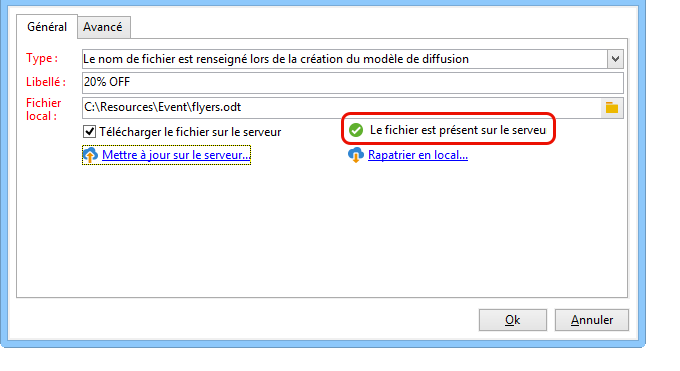 Général Avancé
Type : Le nom de fichier est renseigné lors de la création du modèle de diffusion
Libellé : 20% OFF
Fichier local : C:\Resources\Event\flyers.odt
Télécharger le fichier sur le serveur Le fichier est présent sur le serveu
Mettre à jour sur le serveur... Rapatrier en local...
Ok Annuler